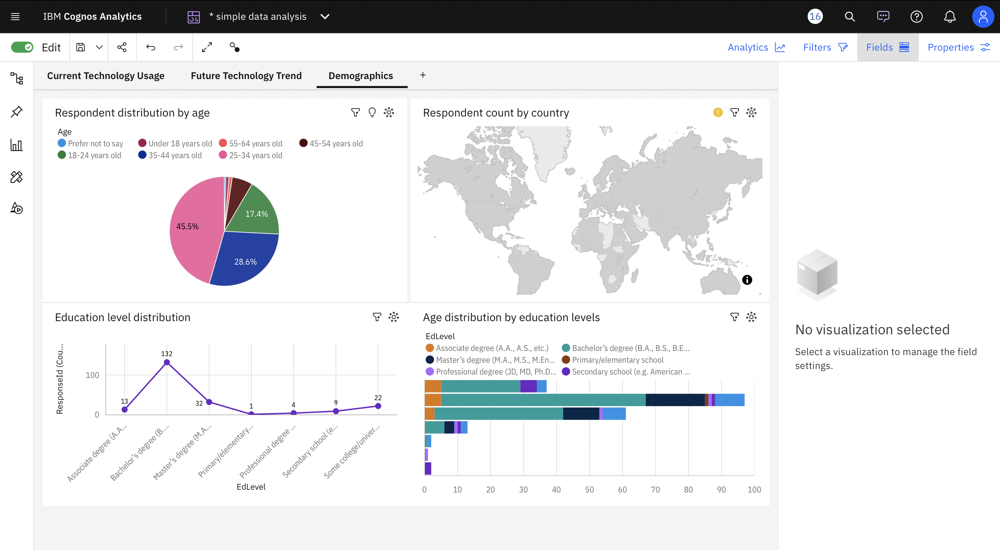 IBM Cognos Analytics
* simple data analysis
16
Edit
Analytics
Filters
Fields
Properties
Current Technology Usage
Future Technology Trend
Demographics
+
Respondent distribution by age
Age
Prefer not to say
Under 18 years old
55-64 years old
45-54 years old
18-24 years old
35-44 years old
25-34 years old
17.4%
45.5%
28.6%
Respondent count by country
Education level distribution
ResponseId (Cou...
100
0
13
132
32
1
4
9
22
Associate degree (A.A...
Bachelor’s degree (B....
Master’s degree (M.A...
Primary/elementary...
Professional degree ...
Secondary school (e...
Some college/univer...
EdLevel
Age distribution by education levels
EdLevel
Associate degree (A.A., A.S., etc.)
Bachelor’s degree (B.A., B.S., B.E...
Master’s degree (M.A., M.S., M.En...
Primary/elementary school
Professional degree (JD, MD, Ph.D...
Secondary school (e.g. American ...
0 10 20 30 40 50 60 70 80 90 100
No visualization selected
Select a visualization to manage the field
settings.